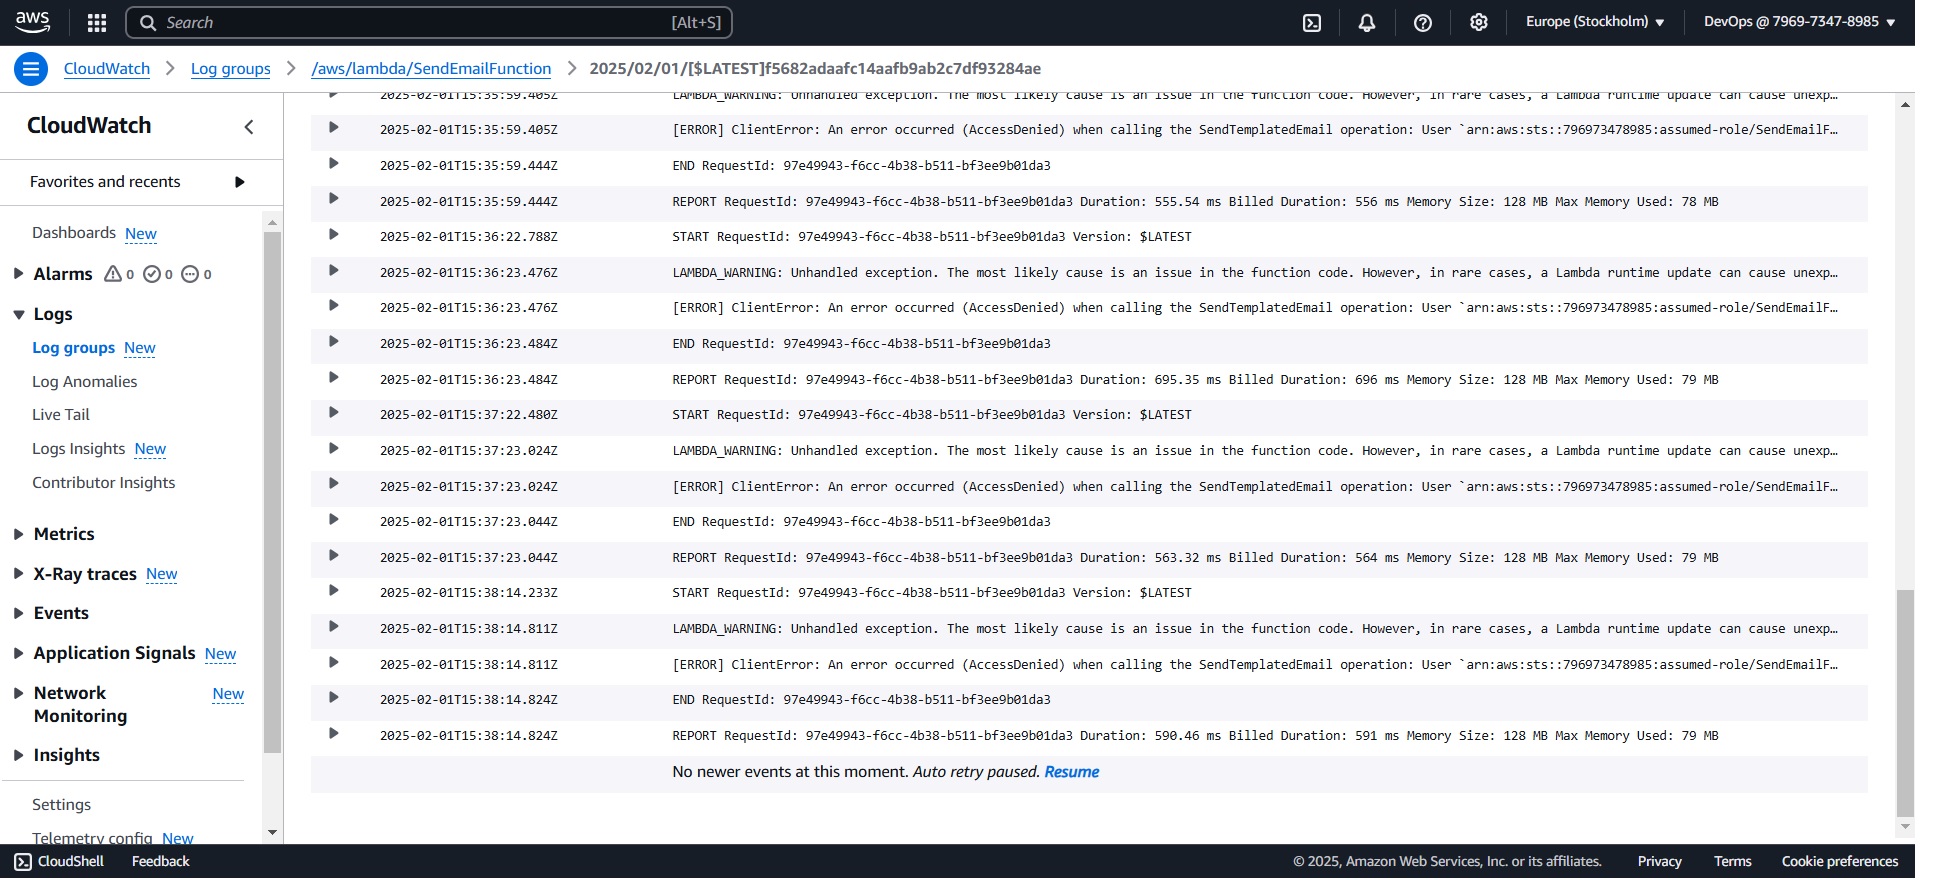 aws
Search [Alt+S]
Europe (Stockholm)
DevOps @ 7969-7347-8985
CloudWatch
Log groups
/aws/lambda/SendEmailFunction
2025/02/01/[$LATEST]f5682adaafc14aafb9ab2c7df93284ae
CloudWatch
Favorites and recents
Dashboards New
Alarms 0 0 0
Logs
Log groups New
Log Anomalies
Live Tail
Logs Insights New
Contributor Insights
Metrics
X-Ray traces New
Events
Application Signals New
Network Monitoring New
Insights
Settings
Telemetry config New
2025-02-01T15:35:59.405Z LAMBDA_WARNING: Unhandled exception. The most likely cause is an issue in the function code. However, in rare cases, a Lambda runtime update can cause unexp…
2025-02-01T15:35:59.405Z [ERROR] ClientError: An error occurred (AccessDenied) when calling the SendTemplatedEmail operation: User `arn:aws:sts::796973478985:assumed-role/SendEmailF…
2025-02-01T15:35:59.444Z END RequestId: 97e49943-f6cc-4b38-b511-bf3ee9b01da3
2025-02-01T15:35:59.444Z REPORT RequestId: 97e49943-f6cc-4b38-b511-bf3ee9b01da3 Duration: 555.54 ms Billed Duration: 556 ms Memory Size: 128 MB Max Memory Used: 78 MB
2025-02-01T15:36:22.788Z START RequestId: 97e49943-f6cc-4b38-b511-bf3ee9b01da3 Version: $LATEST
2025-02-01T15:36:23.476Z LAMBDA_WARNING: Unhandled exception. The most likely cause is an issue in the function code. However, in rare cases, a Lambda runtime update can cause unexp…
2025-02-01T15:36:23.476Z [ERROR] ClientError: An error occurred (AccessDenied) when calling the SendTemplatedEmail operation: User `arn:aws:sts::796973478985:assumed-role/SendEmailF…
2025-02-01T15:36:23.484Z END RequestId: 97e49943-f6cc-4b38-b511-bf3ee9b01da3
2025-02-01T15:36:23.484Z REPORT RequestId: 97e49943-f6cc-4b38-b511-bf3ee9b01da3 Duration: 695.35 ms Billed Duration: 696 ms Memory Size: 128 MB Max Memory Used: 79 MB
2025-02-01T15:37:22.480Z START RequestId: 97e49943-f6cc-4b38-b511-bf3ee9b01da3 Version: $LATEST
2025-02-01T15:37:23.024Z LAMBDA_WARNING: Unhandled exception. The most likely cause is an issue in the function code. However, in rare cases, a Lambda runtime update can cause unexp…
2025-02-01T15:37:23.024Z [ERROR] ClientError: An error occurred (AccessDenied) when calling the SendTemplatedEmail operation: User `arn:aws:sts::796973478985:assumed-role/SendEmailF…
2025-02-01T15:37:23.044Z END RequestId: 97e49943-f6cc-4b38-b511-bf3ee9b01da3
2025-02-01T15:37:23.044Z REPORT RequestId: 97e49943-f6cc-4b38-b511-bf3ee9b01da3 Duration: 563.32 ms Billed Duration: 564 ms Memory Size: 128 MB Max Memory Used: 79 MB
2025-02-01T15:38:14.233Z START RequestId: 97e49943-f6cc-4b38-b511-bf3ee9b01da3 Version: $LATEST
2025-02-01T15:38:14.811Z LAMBDA_WARNING: Unhandled exception. The most likely cause is an issue in the function code. However, in rare cases, a Lambda runtime update can cause unexp…
2025-02-01T15:38:14.811Z [ERROR] ClientError: An error occurred (AccessDenied) when calling the SendTemplatedEmail operation: User `arn:aws:sts::796973478985:assumed-role/SendEmailF…
2025-02-01T15:38:14.824Z END RequestId: 97e49943-f6cc-4b38-b511-bf3ee9b01da3
2025-02-01T15:38:14.824Z REPORT RequestId: 97e49943-f6cc-4b38-b511-bf3ee9b01da3 Duration: 590.46 ms Billed Duration: 591 ms Memory Size: 128 MB Max Memory Used: 79 MB
No newer events at this moment. Auto retry paused. Resume
CloudShell Feedback
© 2025, Amazon Web Services, Inc. or its affiliates. Privacy Terms Cookie preferences